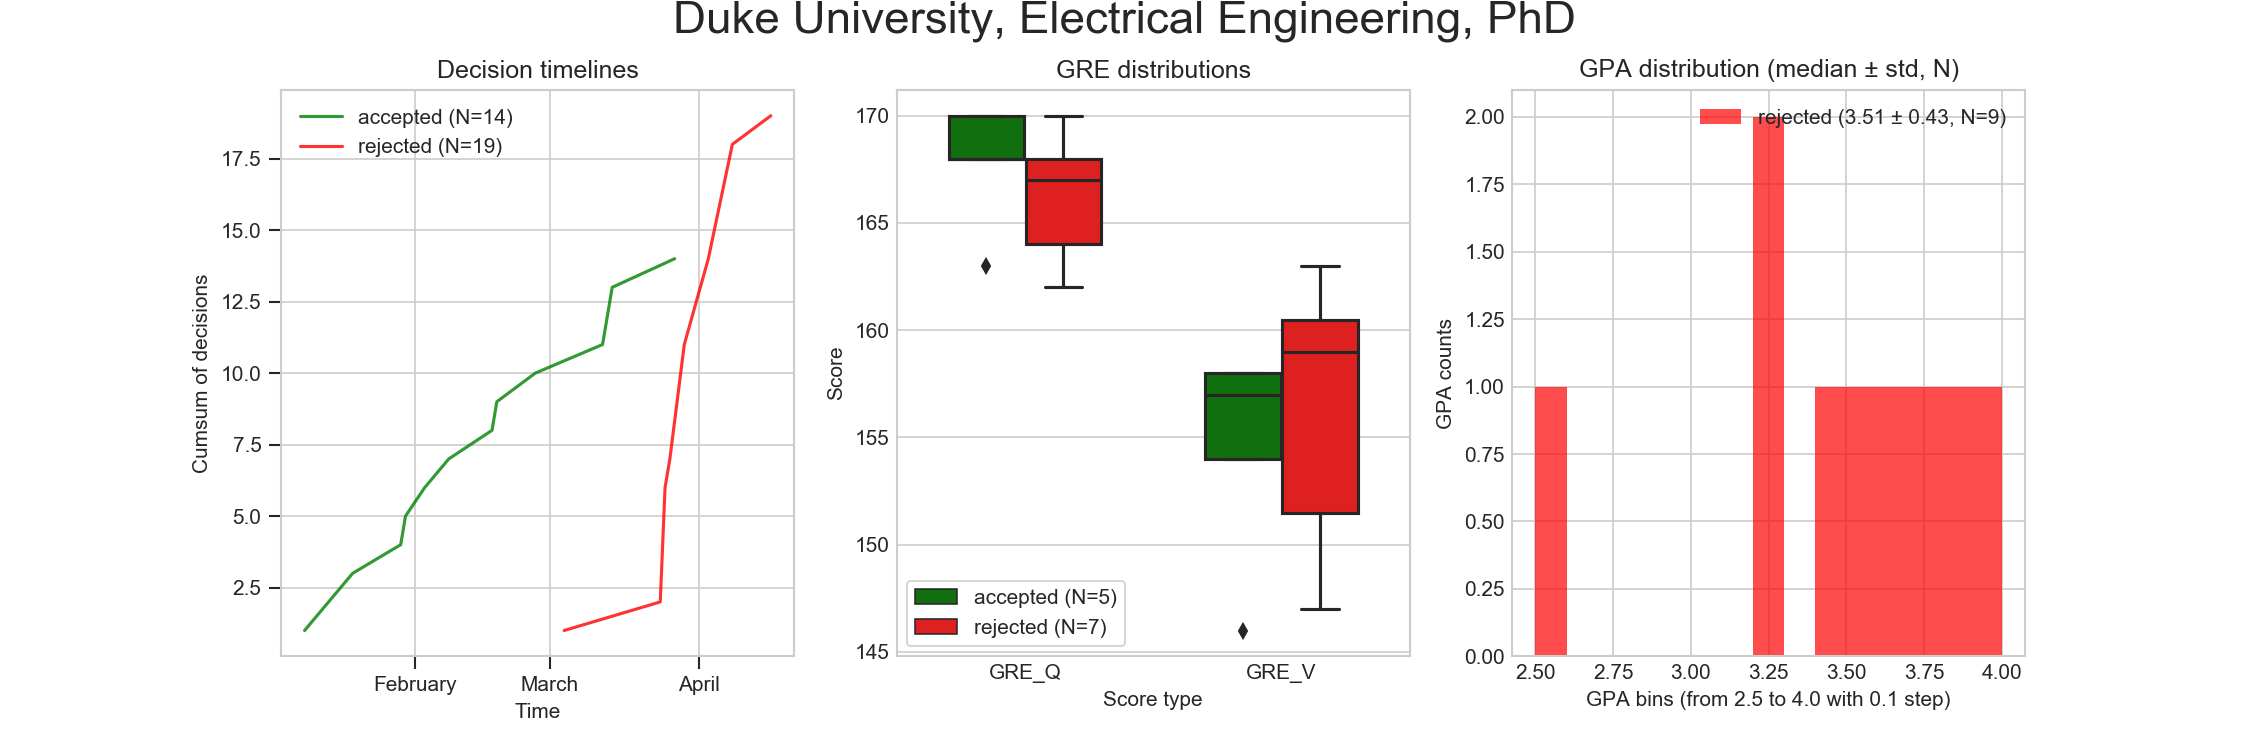 Duke University, Electrical Engineering, PhD
Decision timelines
accepted (N=14)
rejected (N=19)
17.5
15.0
12.5
10.0
7.5
5.0
2.5
Cumsum of decisions
February March April
Time
GRE distributions
170
165
160
155
150
145
Score
accepted (N=5)
rejected (N=7)
GRE_Q GRE_V
Score type
GPA distribution (median ± std, N)
rejected (3.51 ± 0.43, N=9)
2.00
1.75
1.50
1.25
1.00
0.75
0.50
0.25
0.00
GPA counts
2.50 2.75 3.00 3.25 3.50 3.75 4.00
GPA bins (from 2.5 to 4.0 with 0.1 step)